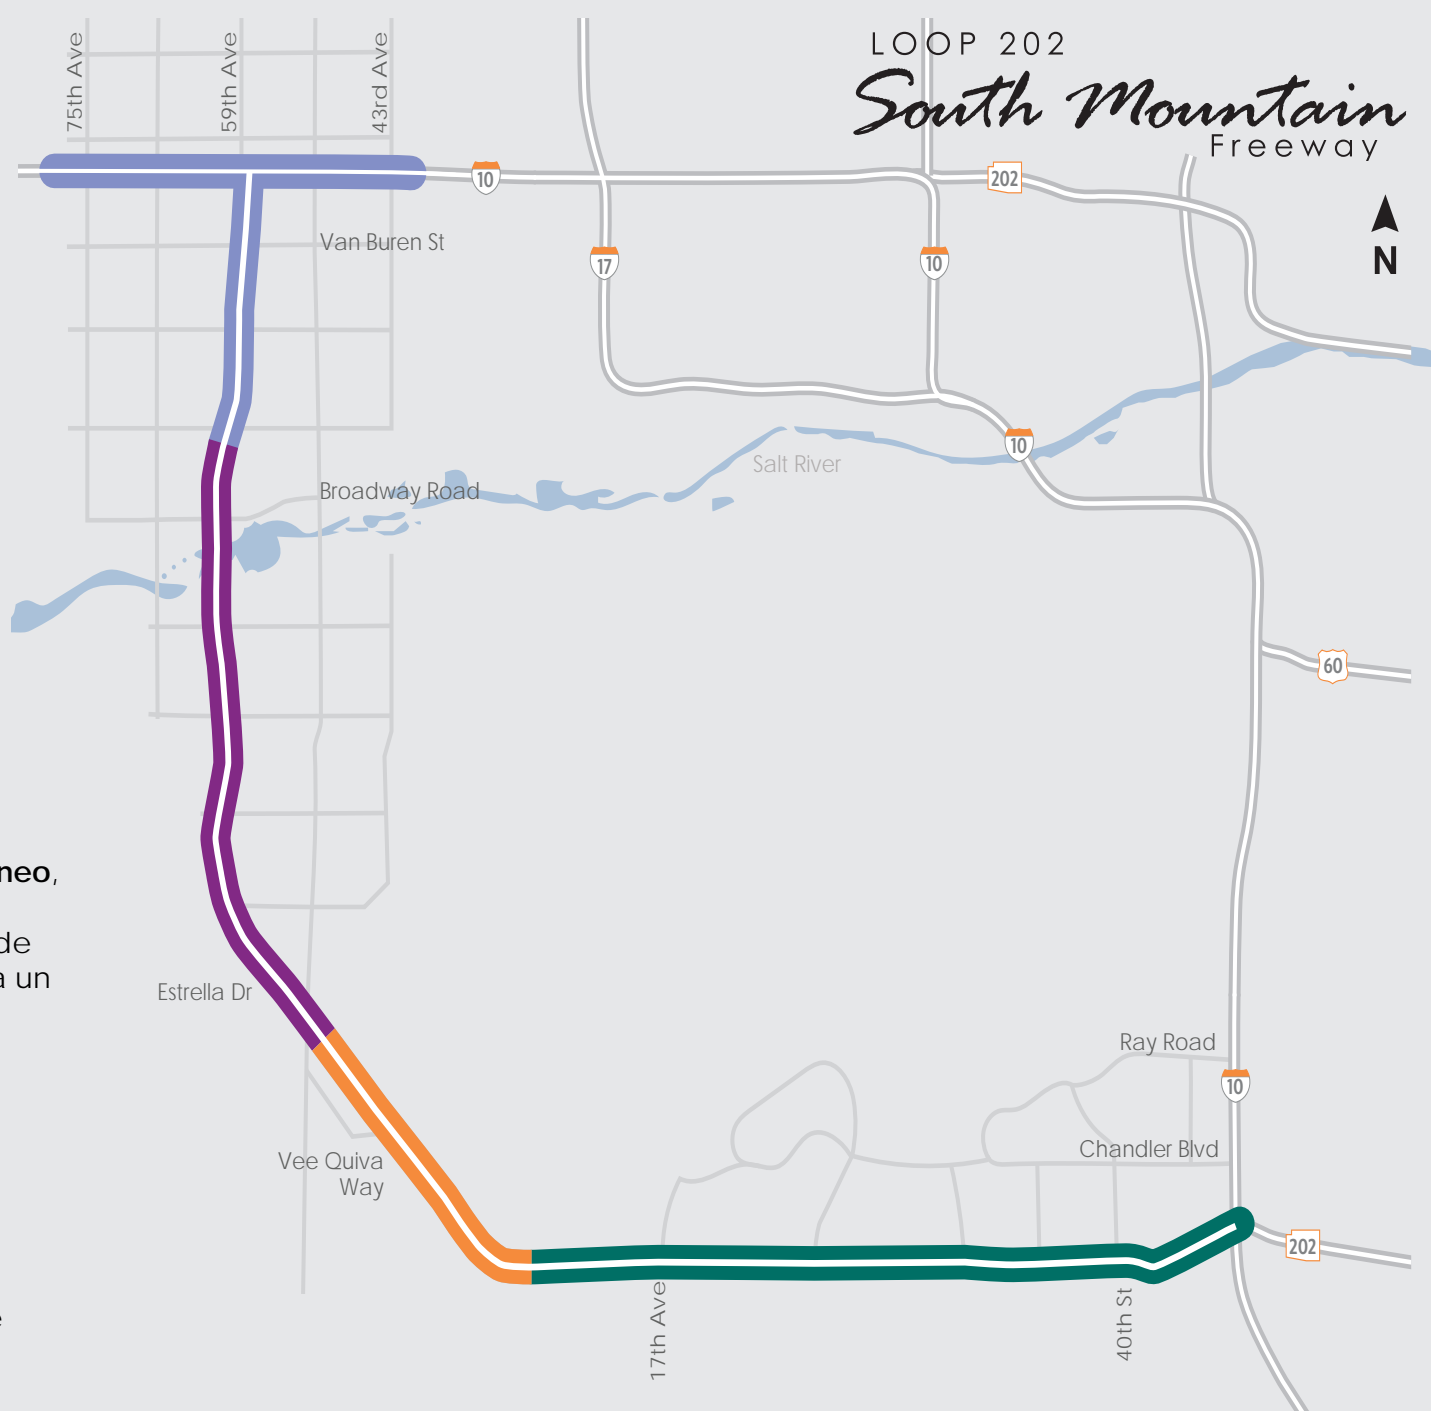 LOOP 202
South Mountain
Freeway
75th Ave
59th Ave
43rd Ave
10
202
N
Van Buren St
17
10
10
Salt River
Broadway Road
60
neo,
de
a un
Estrella Dr
Ray Road
10
Chandler Blvd
Vee Quiva
Way
202
17th Ave
40th St